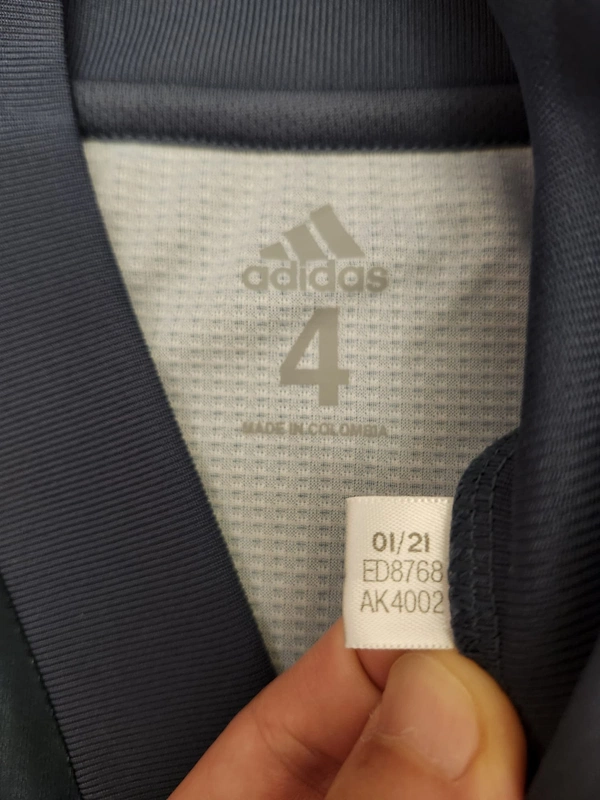 adidas
4
MADE IN COLOMBIA
01/21
ED8768
AK4002